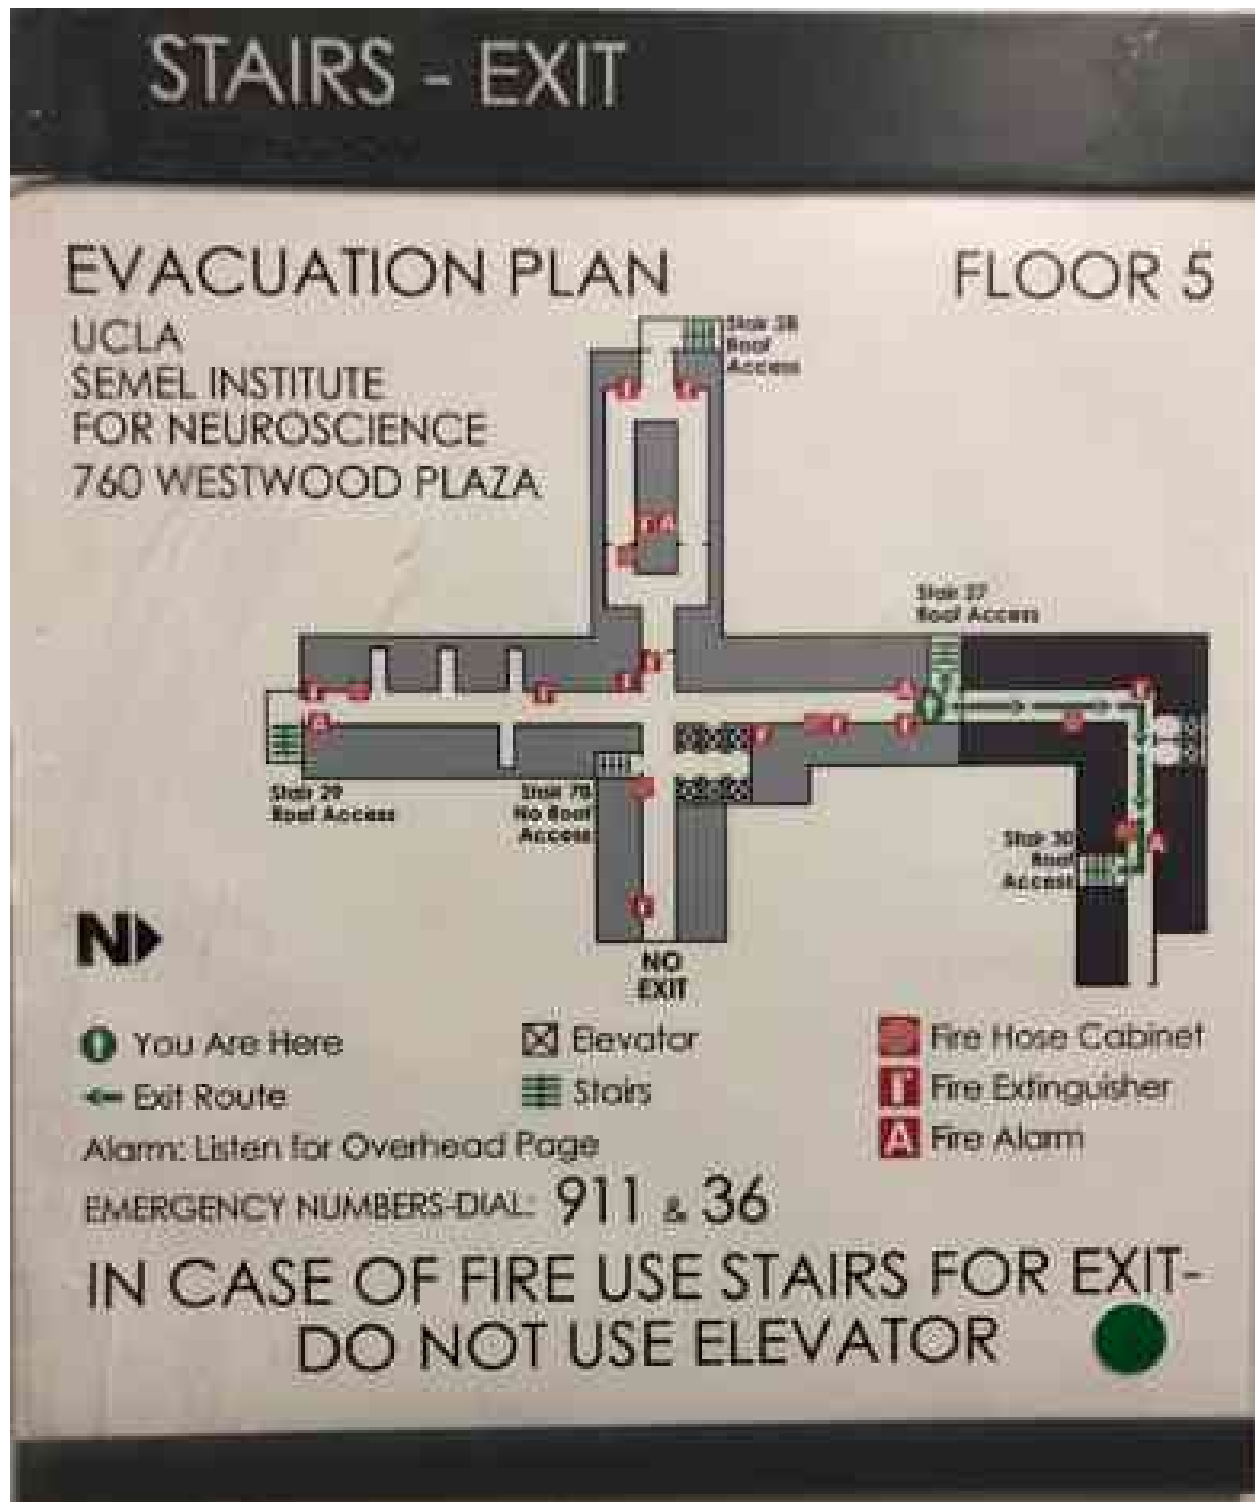 STAIRS - EXIT
EVACUATION PLAN
FLOOR 5
UCLA
SEMEL INSTITUTE
FOR NEUROSCIENCE
760 WESTWOOD PLAZA
Stair 28
Roof
Access
Stair 27
Roof Access
Stair 29
Roof Access
Stair 78
No Roof
Access
Stair 30
Roof
Access
N
NO
EXIT
You Are Here
Elevator
Fire Hose Cabinet
Exit Route
Stairs
Fire Extinguisher
A Fire Alarm
Alarm: Listen for Overhead Page
EMERGENCY NUMBERS-DIAL: 911 & 36
IN CASE OF FIRE USE STAIRS FOR EXIT-
DO NOT USE ELEVATOR